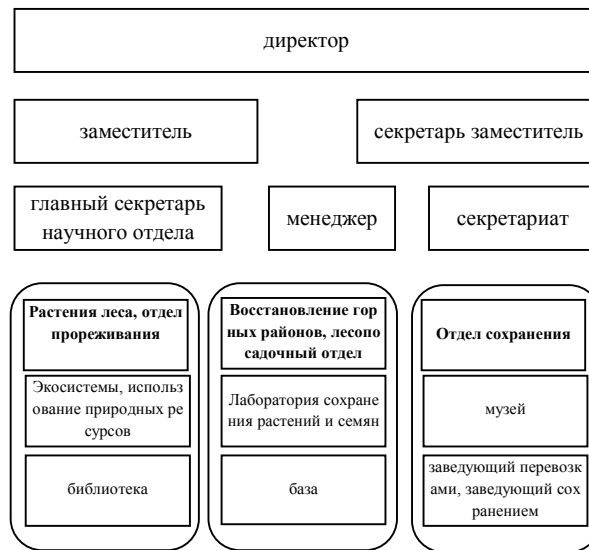 директор
заместитель
секретарь заместитель
главный секретарь
научного отдела
менеджер
секретариат
Растения леса, отдел
прореживания
Экосистемы, использ
ование природных ре
сурсов
библиотека
Восстановление гор
ных районов, лесопо
садочный отдел
Лаборатория сохране
ния растений и семян
база
Отдел сохранения
музей
заведующий перевозк
ами, заведующий сох
ранением